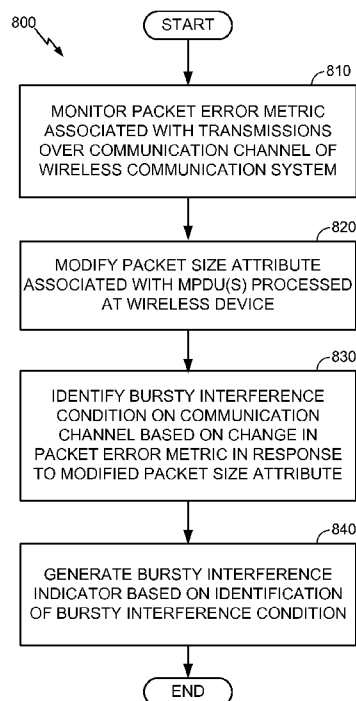 800
START
810
MONITOR PACKET ERROR METRIC
ASSOCIATED WITH TRANSMISSIONS
OVER COMMUNICATION CHANNEL OF
WIRELESS COMMUNICATION SYSTEM
820
MODIFY PACKET SIZE ATTRIBUTE
ASSOCIATED WITH MPDU(S) PROCESSED
AT WIRELESS DEVICE
830
IDENTIFY BURSTY INTERFERENCE
CONDITION ON COMMUNICATION
CHANNEL BASED ON CHANGE IN
PACKET ERROR METRIC IN RESPONSE
TO MODIFIED PACKET SIZE ATTRIBUTE
840
GENERATE BURSTY INTERFERENCE
INDICATOR BASED ON IDENTIFICATION
OF BURSTY INTERFERENCE CONDITION
END